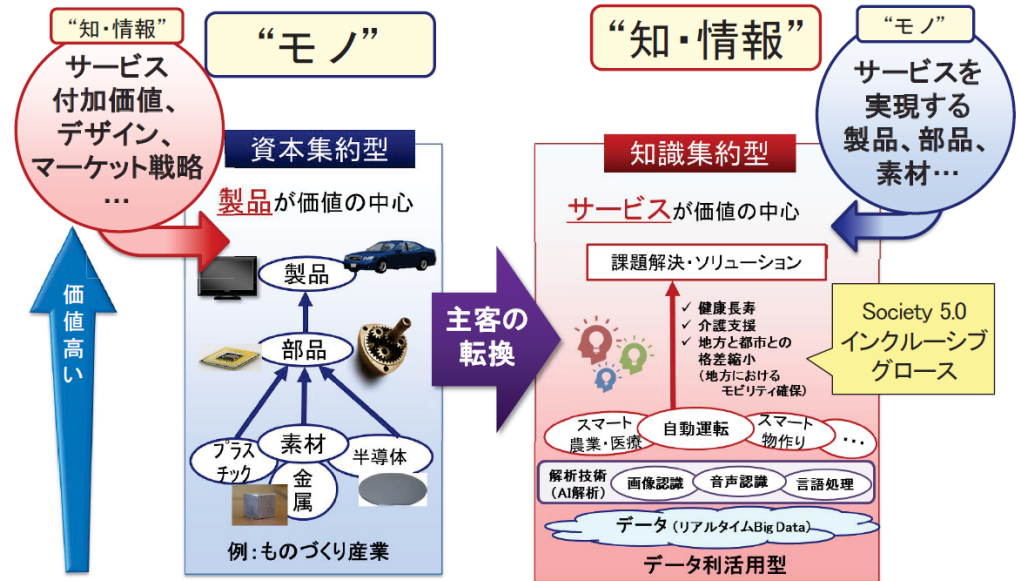 “知・情報”
サービス
付加価値、
デザイン、
マーケット戦略
…
“モノ”
資本集約型
製品が価値の中心
価値高い
製品
部品
プラス
チック
素材
金
属
半導体
例：ものづくり産業
主客の
転換
“知・情報”
知識集約型
サービスが価値の中心
課題解決・ソリューション
✓ 健康長寿
✓ 介護支援
✓ 地方と都市との
格差縮小
(地方における
モビリティ確保)
スマート
農業・医療
自動運転
スマート
物作り
・・・
解析技術
(AI解析)
画像認識
音声認識
言語処理
データ (リアルタイムBig Data)
データ利活用型
“モノ”
サービスを
実現する
製品、部品、
素材…
Society 5.0
インクルーシブ
グロース